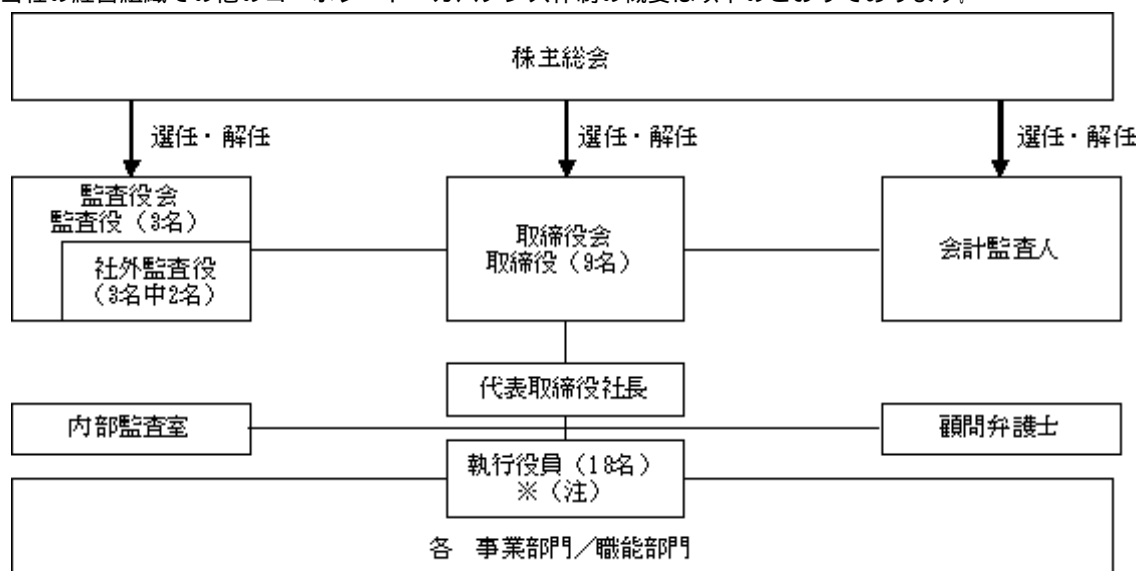 株主総会
選任・解任
選任・解任
選任・解任
監査役会
監査役（3名）
社外監査役
（3名中2名）
取締役会
取締役（9名）
会計監査人
代表取締役社長
内部監査室
顧問弁護士
執行役員（18名）
※（注）
各　事業部門／職能部門